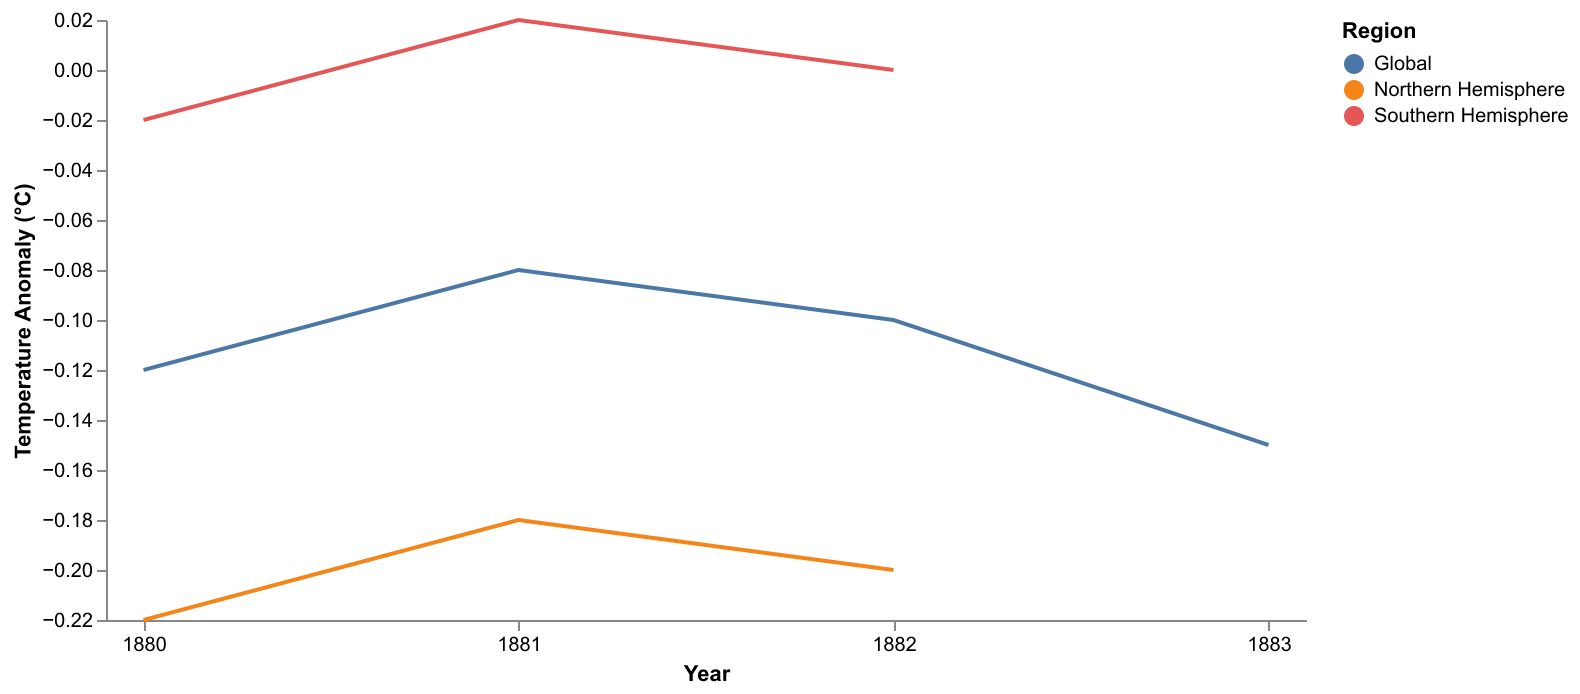 0.02
0.00
−0.02
−0.04
−0.06
−0.08
−0.10
−0.12
−0.14
−0.16
−0.18
−0.20
−0.22
Temperature Anomaly (°C)
1880 1881 1882 1883
Year
Region
Global
Northern Hemisphere
Southern Hemisphere